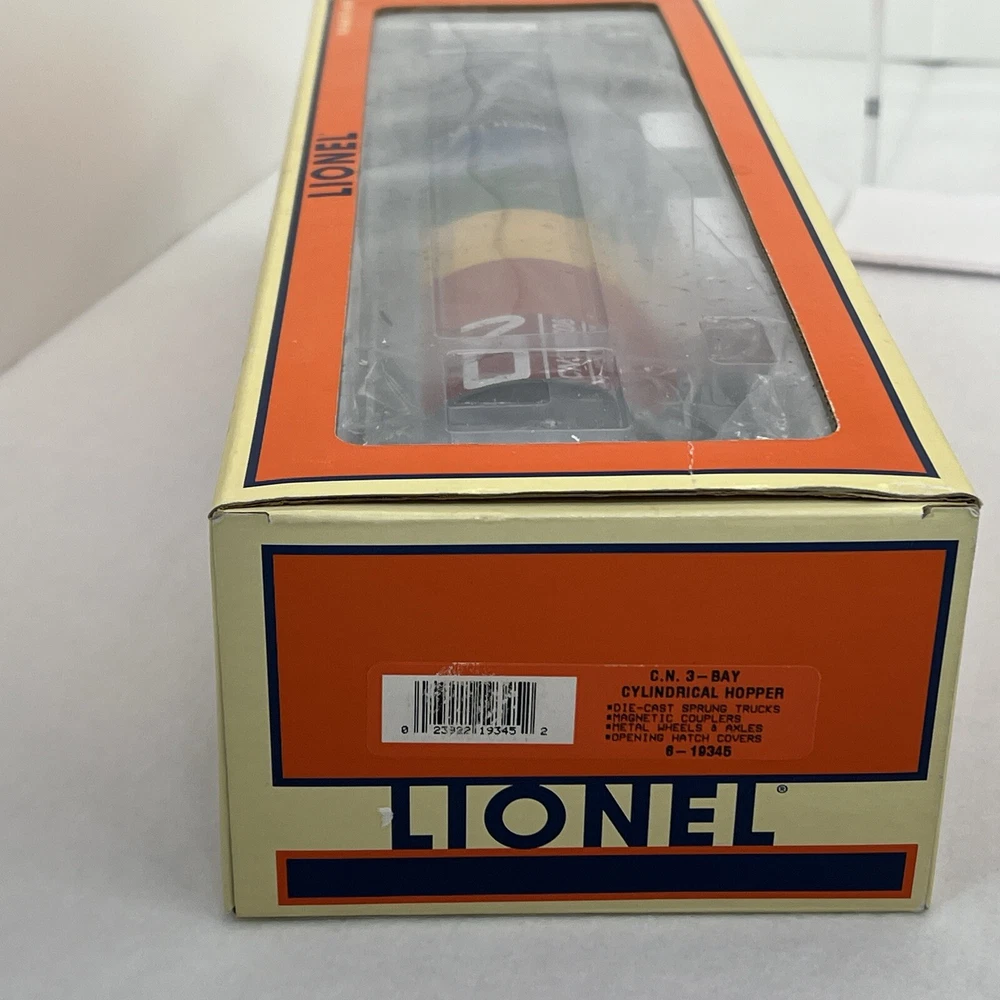 LIONEL
C.N. 3-BAY
CYLINDRICAL HOPPER
*DIE-CAST SPRUNG TRUCKS
*MAGNETIC COUPLERS
*METAL WHEELS & AXLES
*OPENING HATCH COVERS
6-19345
0 23922 19345 2
LIONEL®